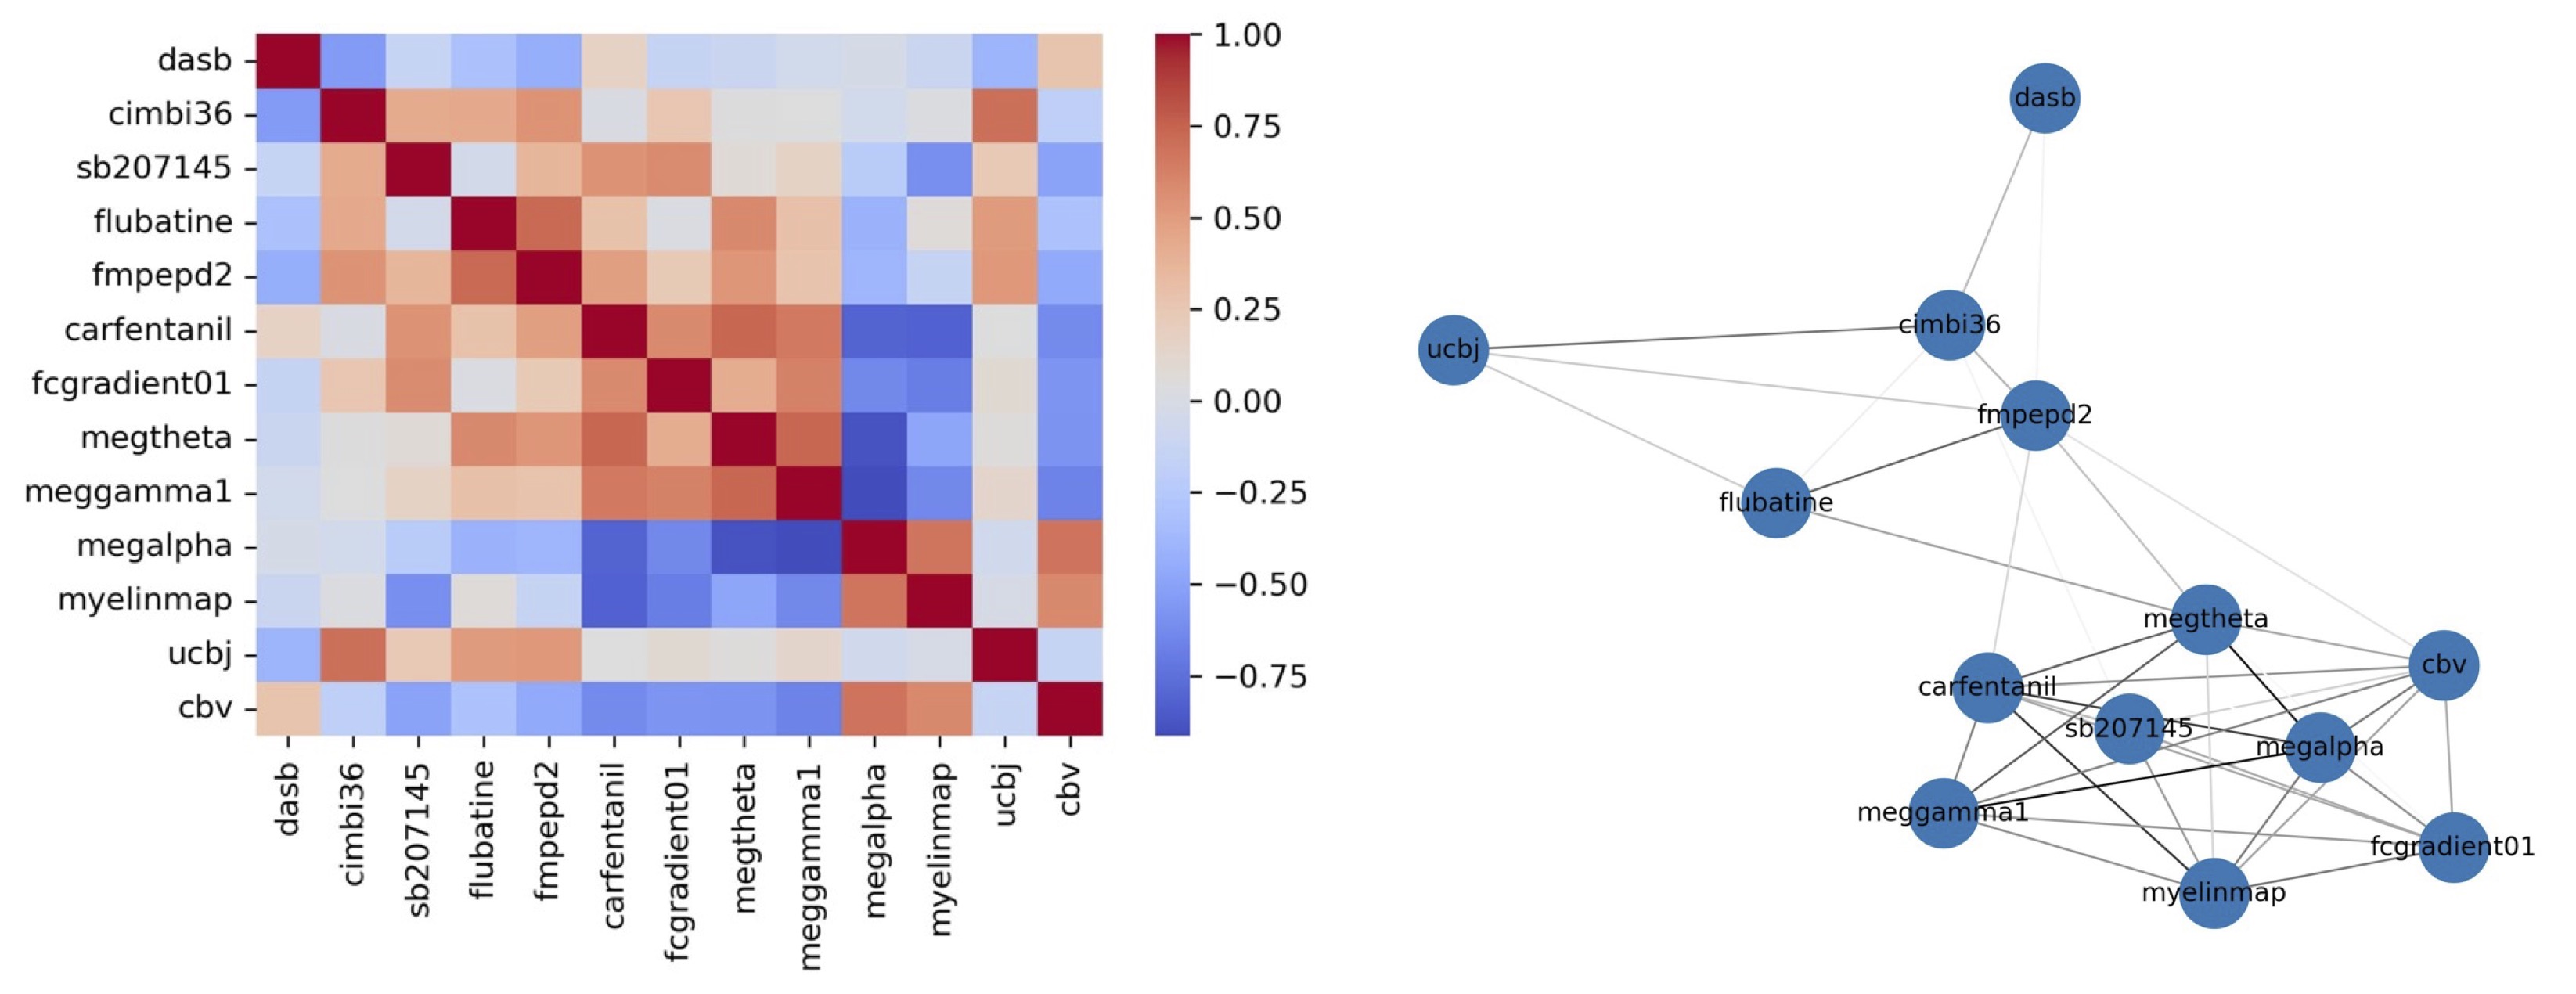 dasb
cimbi36
sb207145
flubatine
fmpepd2
carfentanil
fcgradient01
megtheta
meggamma1
megalpha
myelinmap
ucbj
cbv
dasb
cimbi36
sb207145
flubatine
fmpepd2
carfentanil
fcgradient01
megtheta
meggamma1
megalpha
myelinmap
ucbj
cbv
1.00
0.75
0.50
0.25
0.00
−0.25
−0.50
−0.75
dasb
cimbi36
ucbj
fmpepd2
flubatine
megtheta
cbv
carfentanil
sb207145
megalpha
meggamma1
fcgradient01
myelinmap